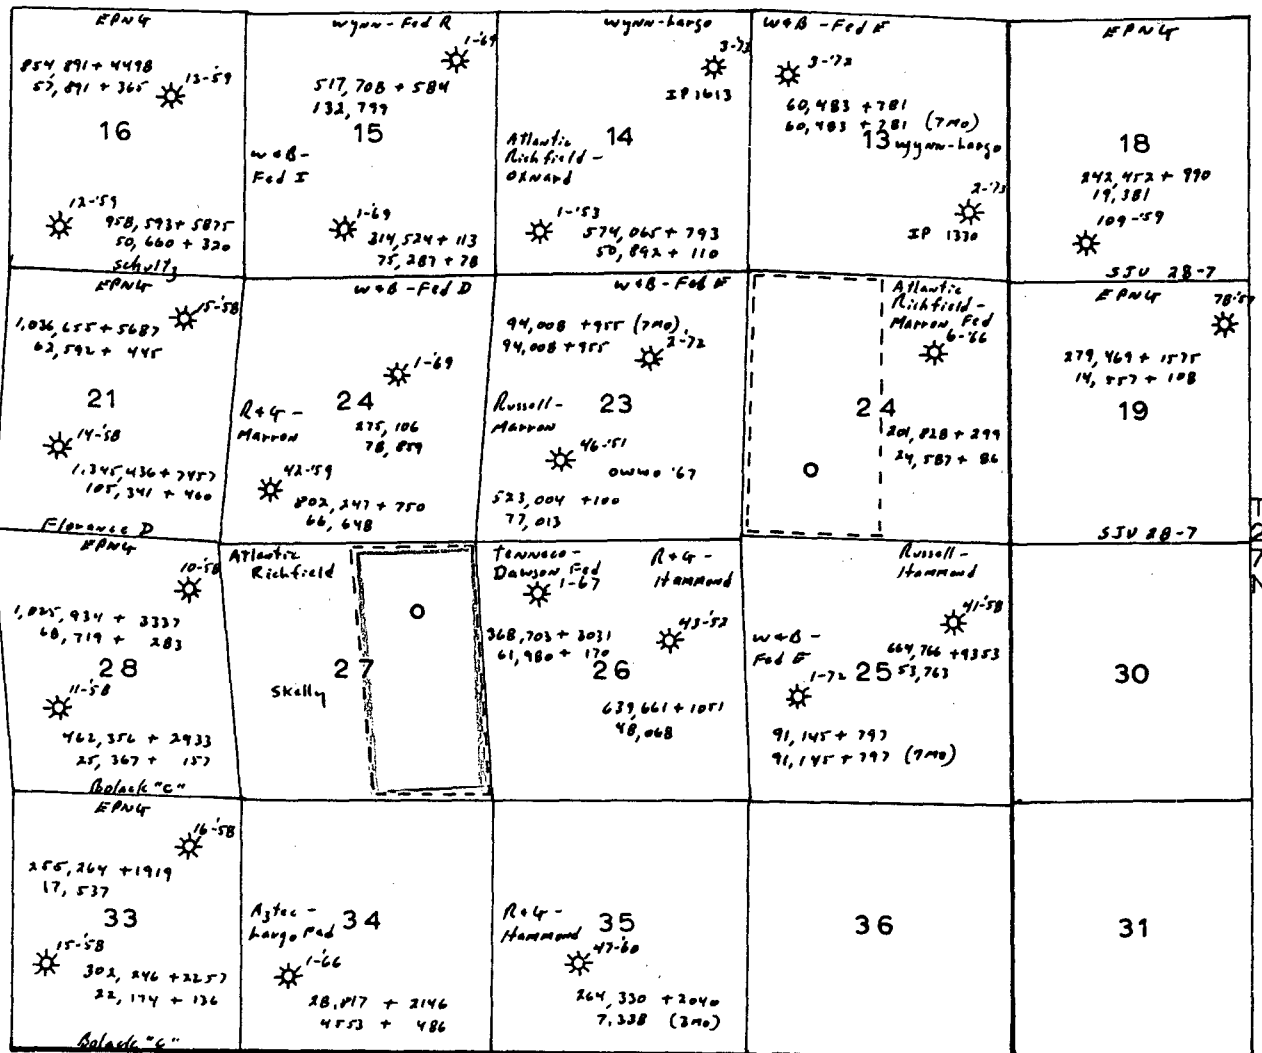 EPNG
854,891 + 4498
57,891 + 365
13-'59
16
12-'59
958,593 + 5875
50,660 + 320
Schultz
Wynn-Fed R
1-'69
517,708 + 584
132,799
15
W&B-
Fed I
1-'69
314,524 + 113
75,287 + 78
Wynn-Largo
3-'73
IP 1613
Atlantic
Richfield-
Oxnard
14
1-'53
574,065 + 793
50,892 + 110
W&B-Fed E
3-'72
60,483 + 781
60,483 + 781 (7Mo)
13
Wynn-Largo
2-'73
IP 1330
EPNG
18
242,452 + 990
19,381
109-'59
SJU 28-7
EPNG
15-'58
1,036,655 + 5687
62,592 + 445
21
14-'58
1,345,436 + 7457
105,341 + 460
Florance D
W&B-Fed D
1-'69
R&G-
Marron
24
275,106
78,859
42-'59
802,247 + 750
66,648
W&B-Fed E
94,008 + 955 (7Mo)
94,008 + 955
2-'72
Russell-
Marron
23
46-'51
OWWO '67
523,004 + 100
77,013
Atlantic
Richfield-
Marron Fed
6-'66
24
201,828 + 299
24,587 + 86
EPNG
78-'57
279,469 + 1575
14,557 + 108
19
SJU 28-7
EPNG
10-'58
1,025,934 + 3337
68,719 + 283
28
11-'58
462,356 + 2933
25,367 + 157
Bolack "C"
Atlantic
Richfield
27
Skelly
Tenneco-
Dawson Fed
1-'67
R&G-
Hammond
43-'52
368,703 + 3031
61,980 + 170
26
639,661 + 1051
48,068
Russell-
Hammond
41-'58
W&B-
Fed E
664,766 + 9353
53,763
1-'72
25
91,145 + 797
91,145 + 797 (7Mo)
30
T
27
N
EPNG
16-'58
255,264 + 1919
17,537
33
15-'58
302,246 + 2257
22,174 + 136
Bolack "C"
Aztec-
Largo Fed
34
1-'66
28,817 + 2146
4553 + 486
R&G-
Hammond
35
47-'60
264,330 + 2040
7,338 (3Mo)
36
31